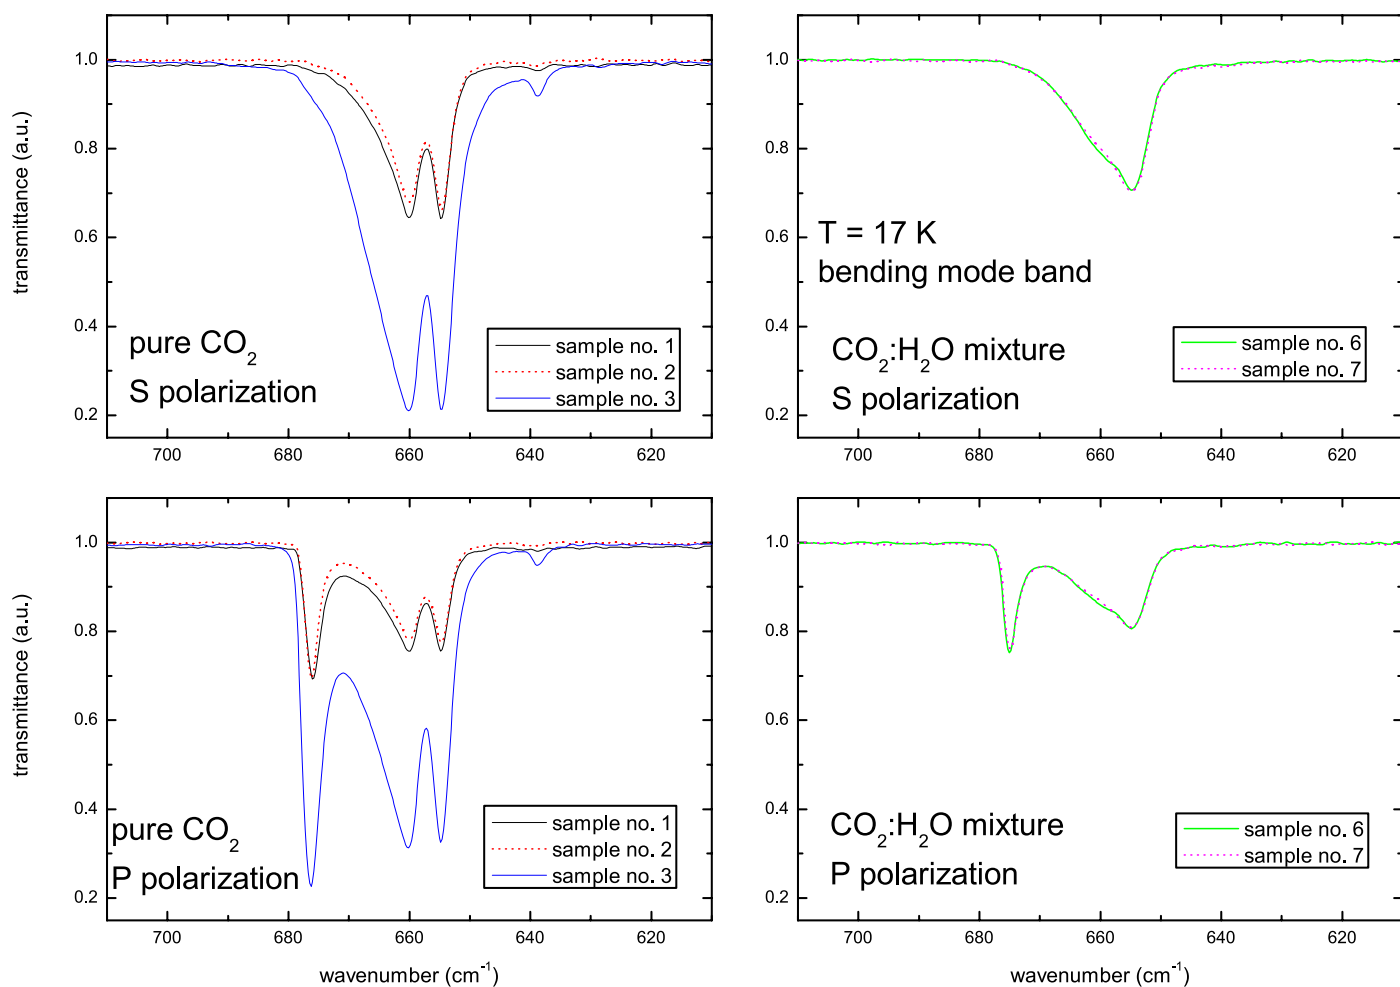 1.0
0.8
0.6
0.4
0.2
transmittance (a.u.)
pure CO₂
S polarization
sample no. 1
sample no. 2
sample no. 3
700 680 660 640 620
T = 17 K
bending mode band
CO₂:H₂O mixture
S polarization
sample no. 6
sample no. 7
1.0
0.8
0.6
0.4
0.2
700 680 660 640 620
1.0
0.8
0.6
0.4
0.2
transmittance (a.u.)
pure CO₂
P polarization
sample no. 1
sample no. 2
sample no. 3
700 680 660 640 620
wavenumber (cm⁻¹)
1.0
0.8
0.6
0.4
0.2
CO₂:H₂O mixture
P polarization
sample no. 6
sample no. 7
700 680 660 640 620
wavenumber (cm⁻¹)